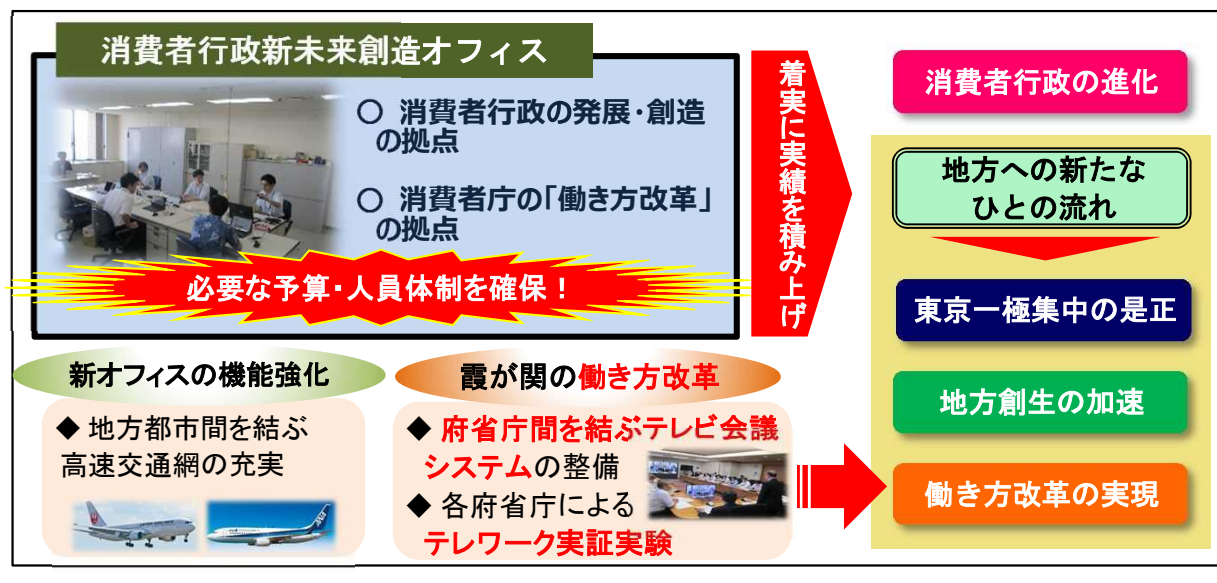 消費者行政新未来創造オフィス
○ 消費者行政の発展・創造
の拠点
○ 消費者庁の「働き方改革」
の拠点
必要な予算・人員体制を確保！
着実に実績を積み上げ
消費者行政の進化
地方への新たな
ひとの流れ
東京一極集中の是正
地方創生の加速
働き方改革の実現
新オフィスの機能強化
◆ 地方都市間を結ぶ
高速交通網の充実
霞が関の働き方改革
◆ 府省庁間を結ぶテレビ会議
システムの整備
◆ 各府省庁による
テレワーク実証実験